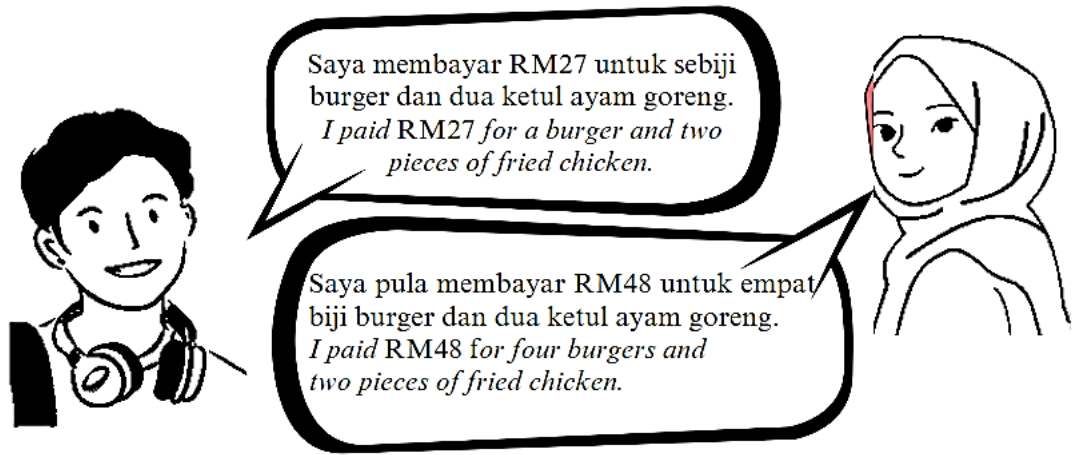 Saya membayar RM27 untuk sebiji
burger dan dua ketul ayam goreng.
I paid RM27 for a burger and two
pieces of fried chicken.
Saya pula membayar RM48 untuk empat
biji burger dan dua ketul ayam goreng.
I paid RM48 for four burgers and
two pieces of fried chicken.